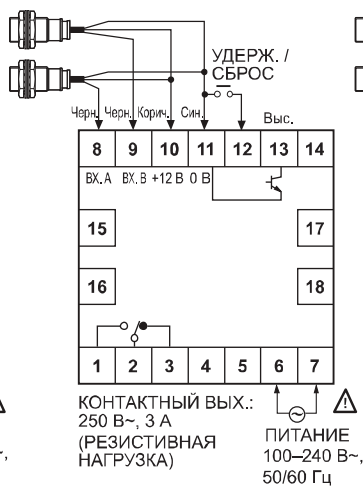 УДЕРЖ. /
СБРОС
Черн. Черн. Корич. Син.
Выс.
8 9 10 11 12 13 14
ВХ. А ВХ. В +12 В 0 В
15 17
16 18
1 2 3 4 5 6 7
КОНТАКТНЫЙ ВЫХ.:
250 В~, 3 А
(РЕЗИСТИВНАЯ
НАГРУЗКА)
ПИТАНИЕ
100–240 В~,
50/60 Гц